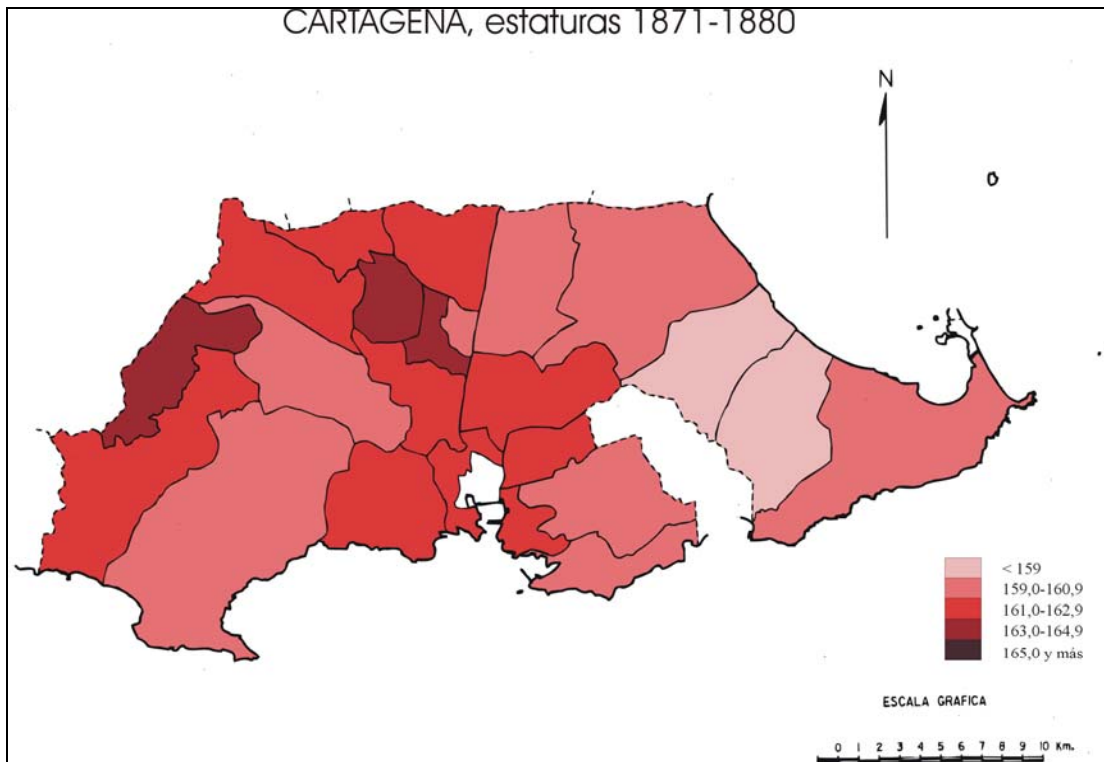 CARTAGENA, estaturas 1871-1880
N
< 159
159,0-160,9
161,0-162,9
163,0-164,9
165,0 y más
ESCALA GRAFICA
0 1 2 3 4 5 6 7 8 9 10 Km.